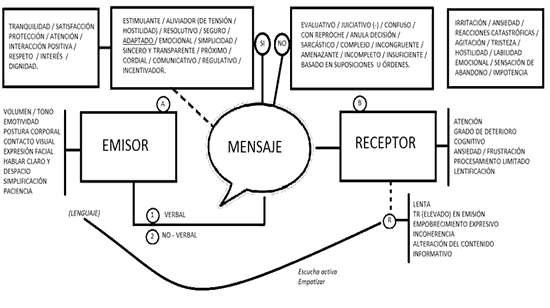 TRANQUILIDAD / SATISFACCIÓN
PROTECCIÓN / ATENCIÓN /
INTERACCIÓN POSITIVA /
RESPETO / INTERÉS /
DIGNIDAD.
ESTIMULANTE / ALIVIADOR (DE TENSIÓN /
HOSTILIDAD) / RESOLUTIVO / SEGURO /
ADAPTADO / EMOCIONAL / SIMPLICIDAD /
SINCERO Y TRANSPARENTE / PRÓXIMO /
CORDIAL / COMUNICATIVO / REGULATIVO /
INCENTIVADOR.
SI
NO
EVALUATIVO / JUICIATIVO (-) / CONFUSO /
CON REPROCHE / ANULA DECISIÓN /
SARCÁSTICO / COMPLEJO / INCONGRUENTE /
AMENAZANTE / INCOMPLETO / INSUFICIENTE /
BASADO EN SUPOSICIONES U ÓRDENES.
IRRITACIÓN / ANSIEDAD /
REACCIONES CATASTRÓFICAS /
AGITACIÓN / TRISTEZA /
HOSTILIDAD / LABILIDAD
EMOCIONAL / SENSACIÓN DE
ABANDONO / IMPOTENCIA
VOLUMEN / TONO
EMOTIVIDAD
POSTURA CORPORAL
CONTACTO VISUAL
EXPRESIÓN FACIAL
HABLAR CLARO Y
DESPACIO
SIMPLIFICACIÓN
PACIENCIA
A
EMISOR
MENSAJE
B
RECEPTOR
ATENCIÓN
GRADO DE DETERIORO
COGNITIVO
ANSIEDAD / FRUSTRACIÓN
PROCESAMIENTO LIMITADO
LENTIFICACIÓN
1 VERBAL
2 NO - VERBAL
(LENGUAJE)
R
LENTA
TR (ELEVADO) EN EMISIÓN
EMPOBRECIMIENTO EXPRESIVO
INCOHERENCIA
ALTERACIÓN DEL CONTENIDO
INFORMATIVO
Escucha activa
Empatizar